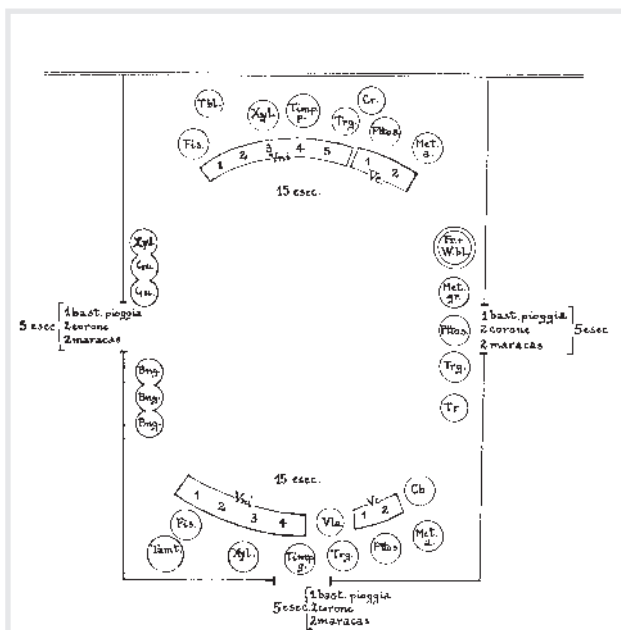 Tbl.
Xyl.
Timp. p.
Trg.
Cr.
Fis.
Ptti
Met. a.
1 2 3 4 5
Vni
1 2
Vc
15 esec.
Xyl.
Gu.
Fr. + W.bl.
Met. gr.
5 esec
1 bast. pioggia
2 corone
2 maracas
1 bast. pioggia
2 corone
2 maracas
5 esec
Trg.
Bng.
Bng.
Bng.
Tr
15 esec.
1 2 3 4
Vni
Vla
1 2
Vc
Cb
Fis.
Tamt.
Xyl.
Timp g.
Trg.
Met. a.
5 esec.
1 bast. pioggia
2 corone
2 maracas